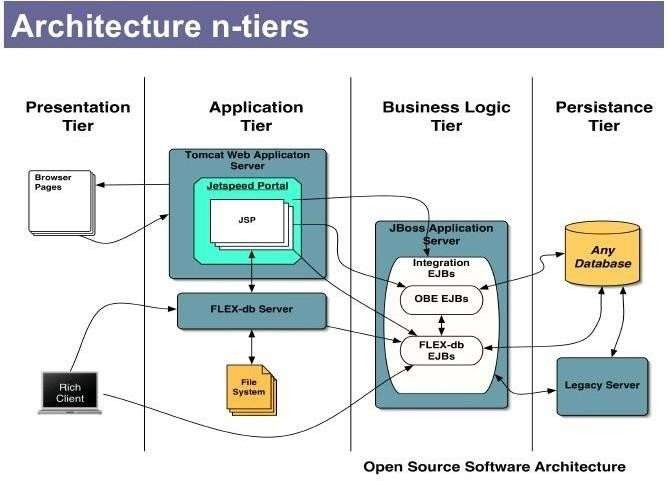 Architecture n-tiers
Presentation
Tier
Application
Tier
Business Logic
Tier
Persistance
Tier
Tomcat Web Applicaton
Server
Jetspeed Portal
JSP
Browser
Pages
FLEX-db Server
File
System
Rich
Client
JBoss Application
Server
Integration
EJBs
OBE EJBs
FLEX-db
EJBs
Any
Database
Legacy Server
Open Source Software Architecture